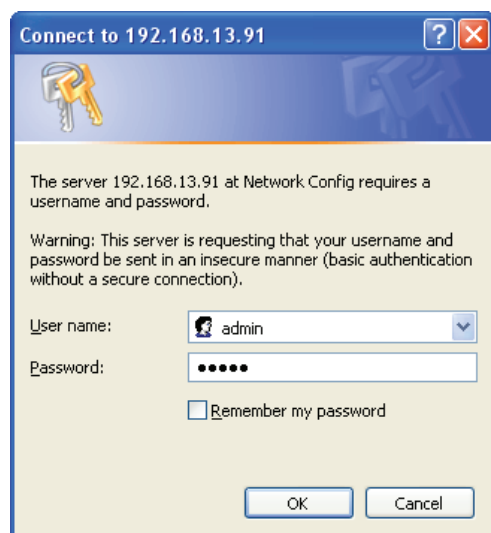 Connect to 192.168.13.91
The server 192.168.13.91 at Network Config requires a
username and password.
Warning: This server is requesting that your username and
password be sent in an insecure manner (basic authentication
without a secure connection).
User name:
admin
Password:
•••••
Remember my password
OK
Cancel